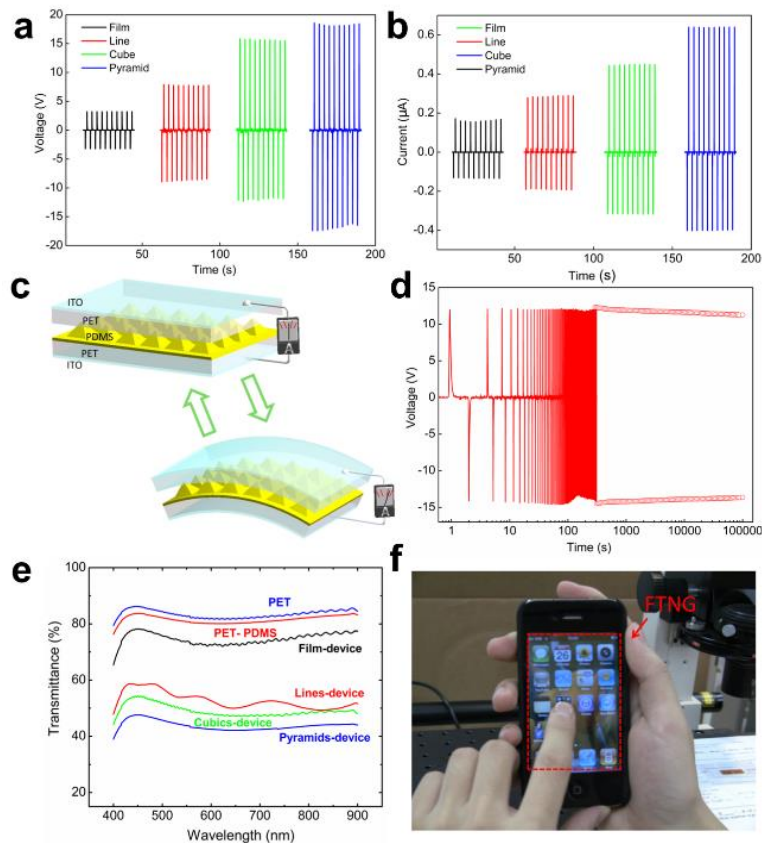 a
Film
Line
Cube
Pyramid
20
15
10
5
0
-5
-10
-15
-20
Voltage (V)
50
100
150
200
Time (s)
b
Film
Line
Cube
Pyramid
0.6
0.4
0.2
0.0
-0.2
-0.4
Current (μA)
50
100
150
200
Time (s)
c
ITO
PET
PDMS
PET
ITO
A
A
d
15
10
5
0
-5
-10
-15
Voltage (V)
1
10
100
1000
10000
100000
Time (s)
e
100
80
60
40
20
Transmittance (%)
PET
PET- PDMS
Film-device
Lines-device
Cubics-device
Pyramids-device
400
500
600
700
800
900
Wavelength (nm)
f
FTNG
26